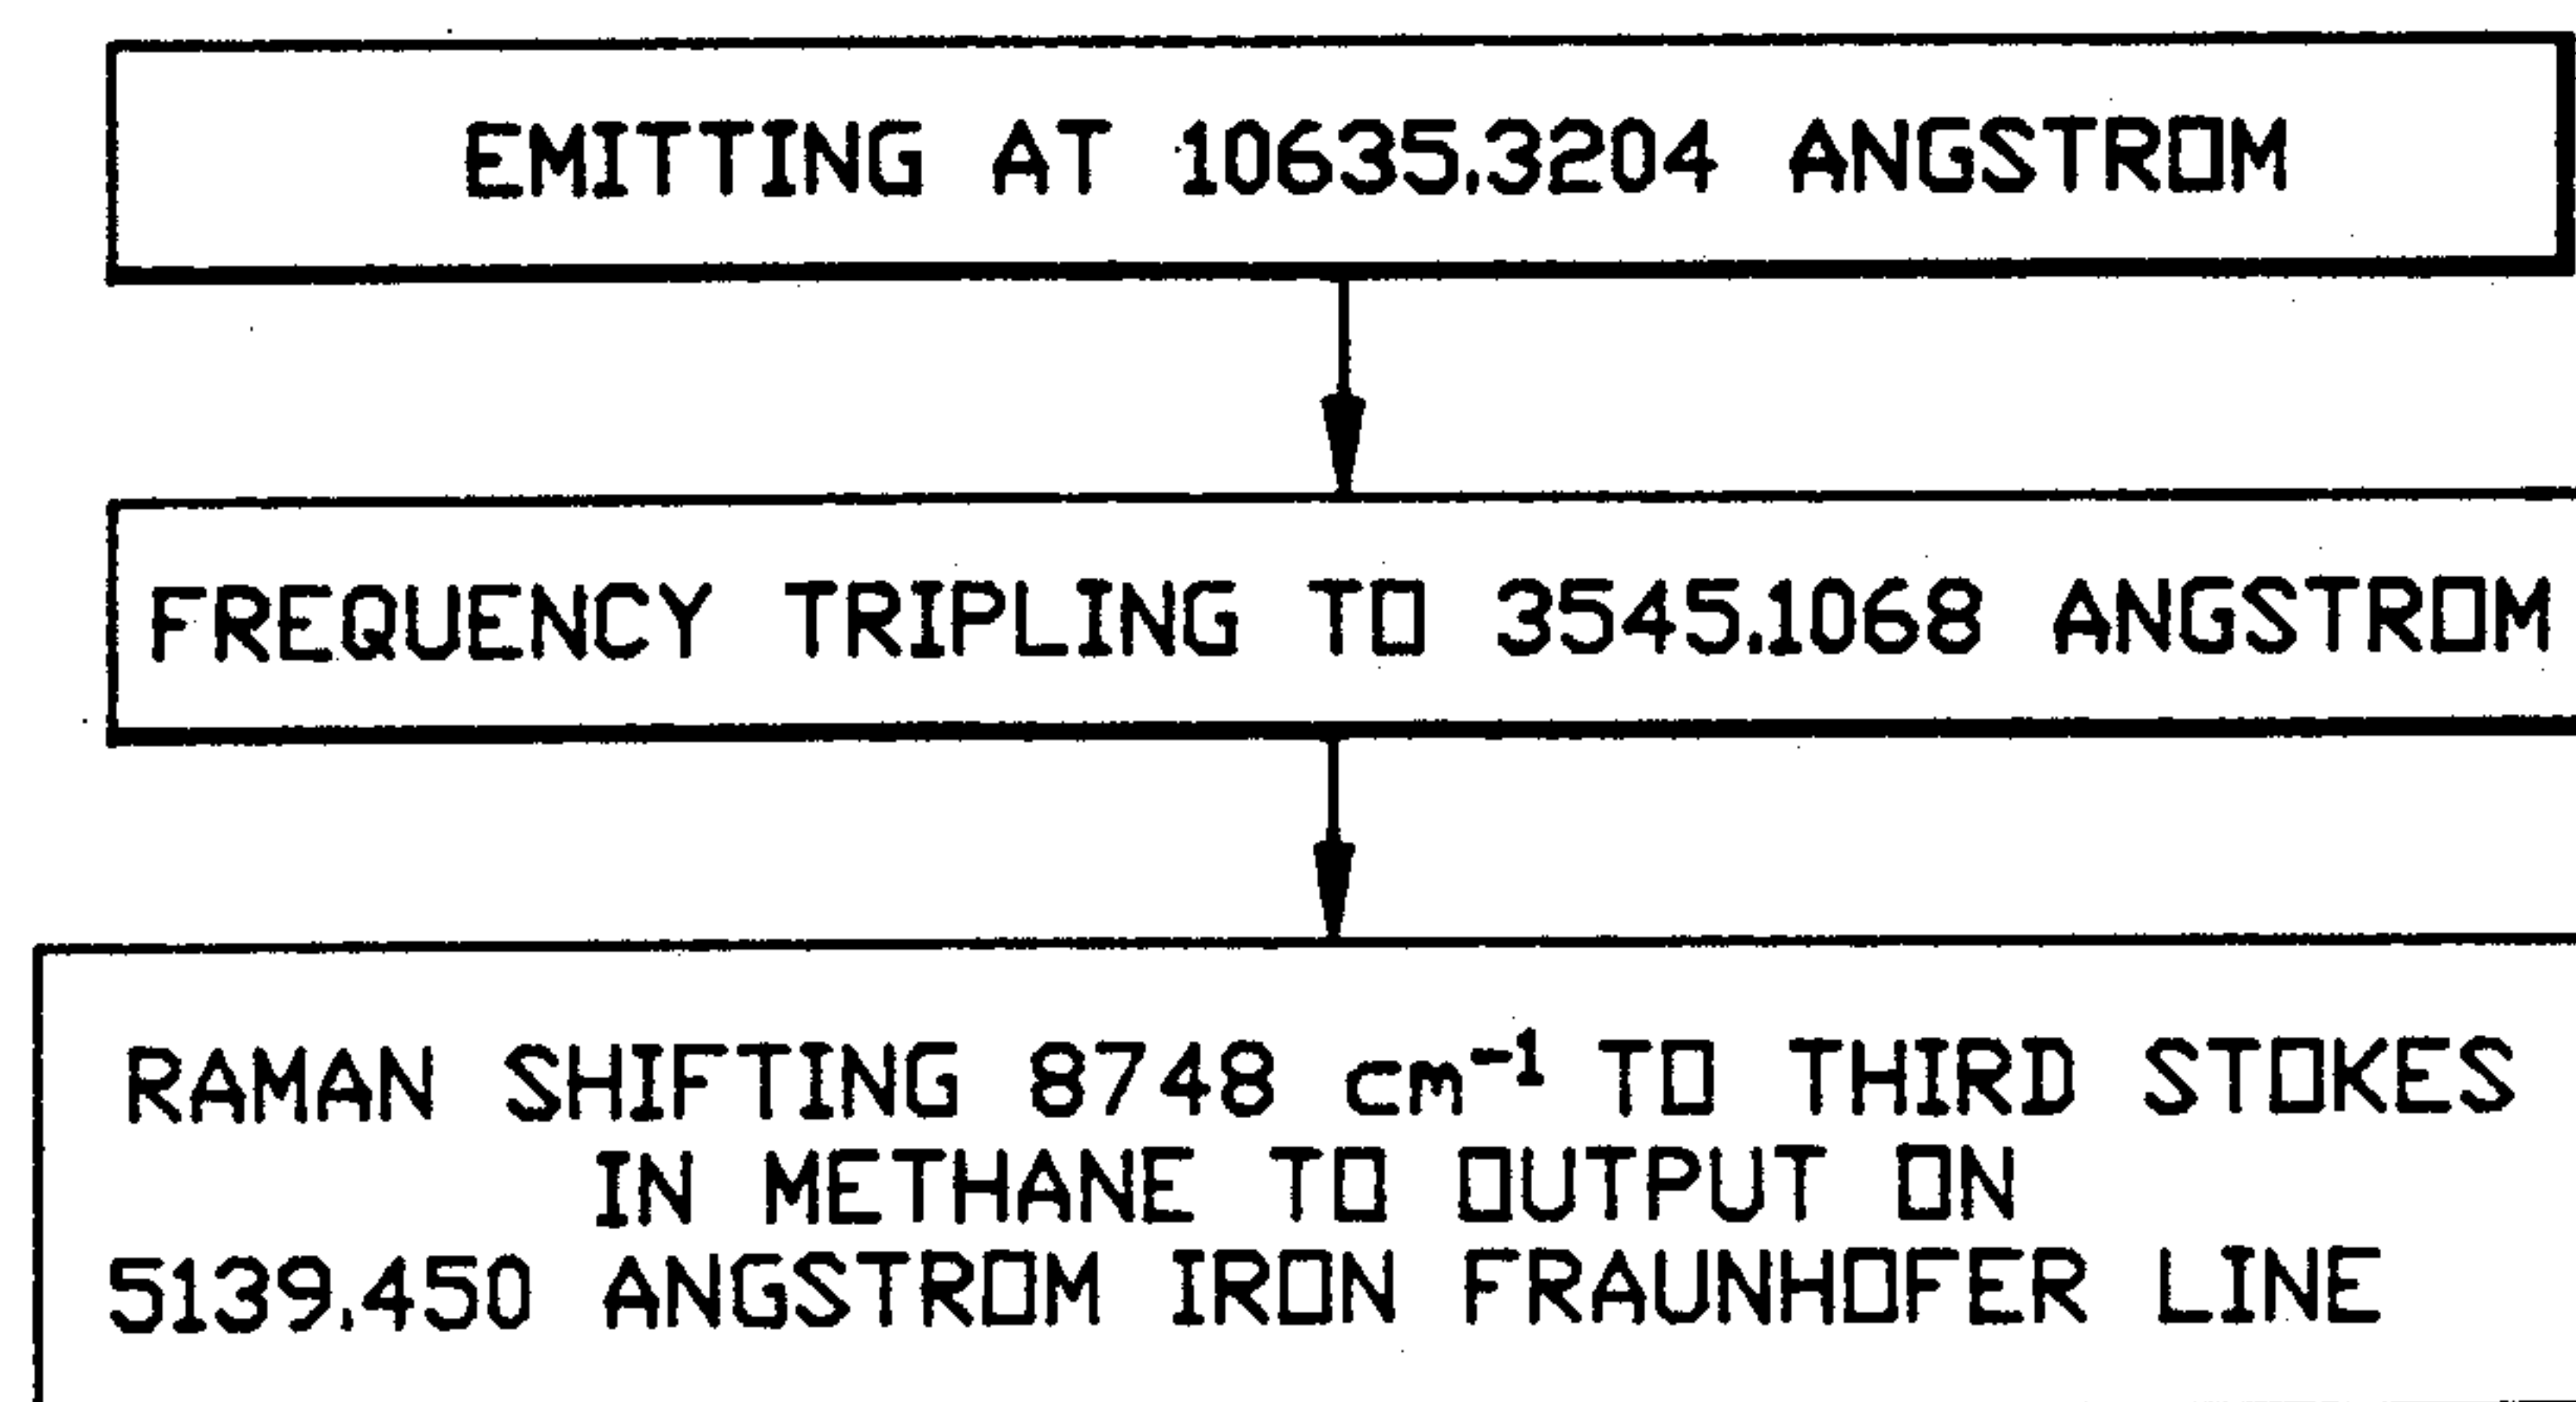 EMITTING AT 10635.3204 ANGSTROM
FREQUENCY TRIPLING TO 3545.1068 ANGSTROM
RAMAN SHIFTING 8748 cm⁻¹ TO THIRD STOKES
IN METHANE TO OUTPUT ON
5139.450 ANGSTROM IRON FRAUNHOFER LINE